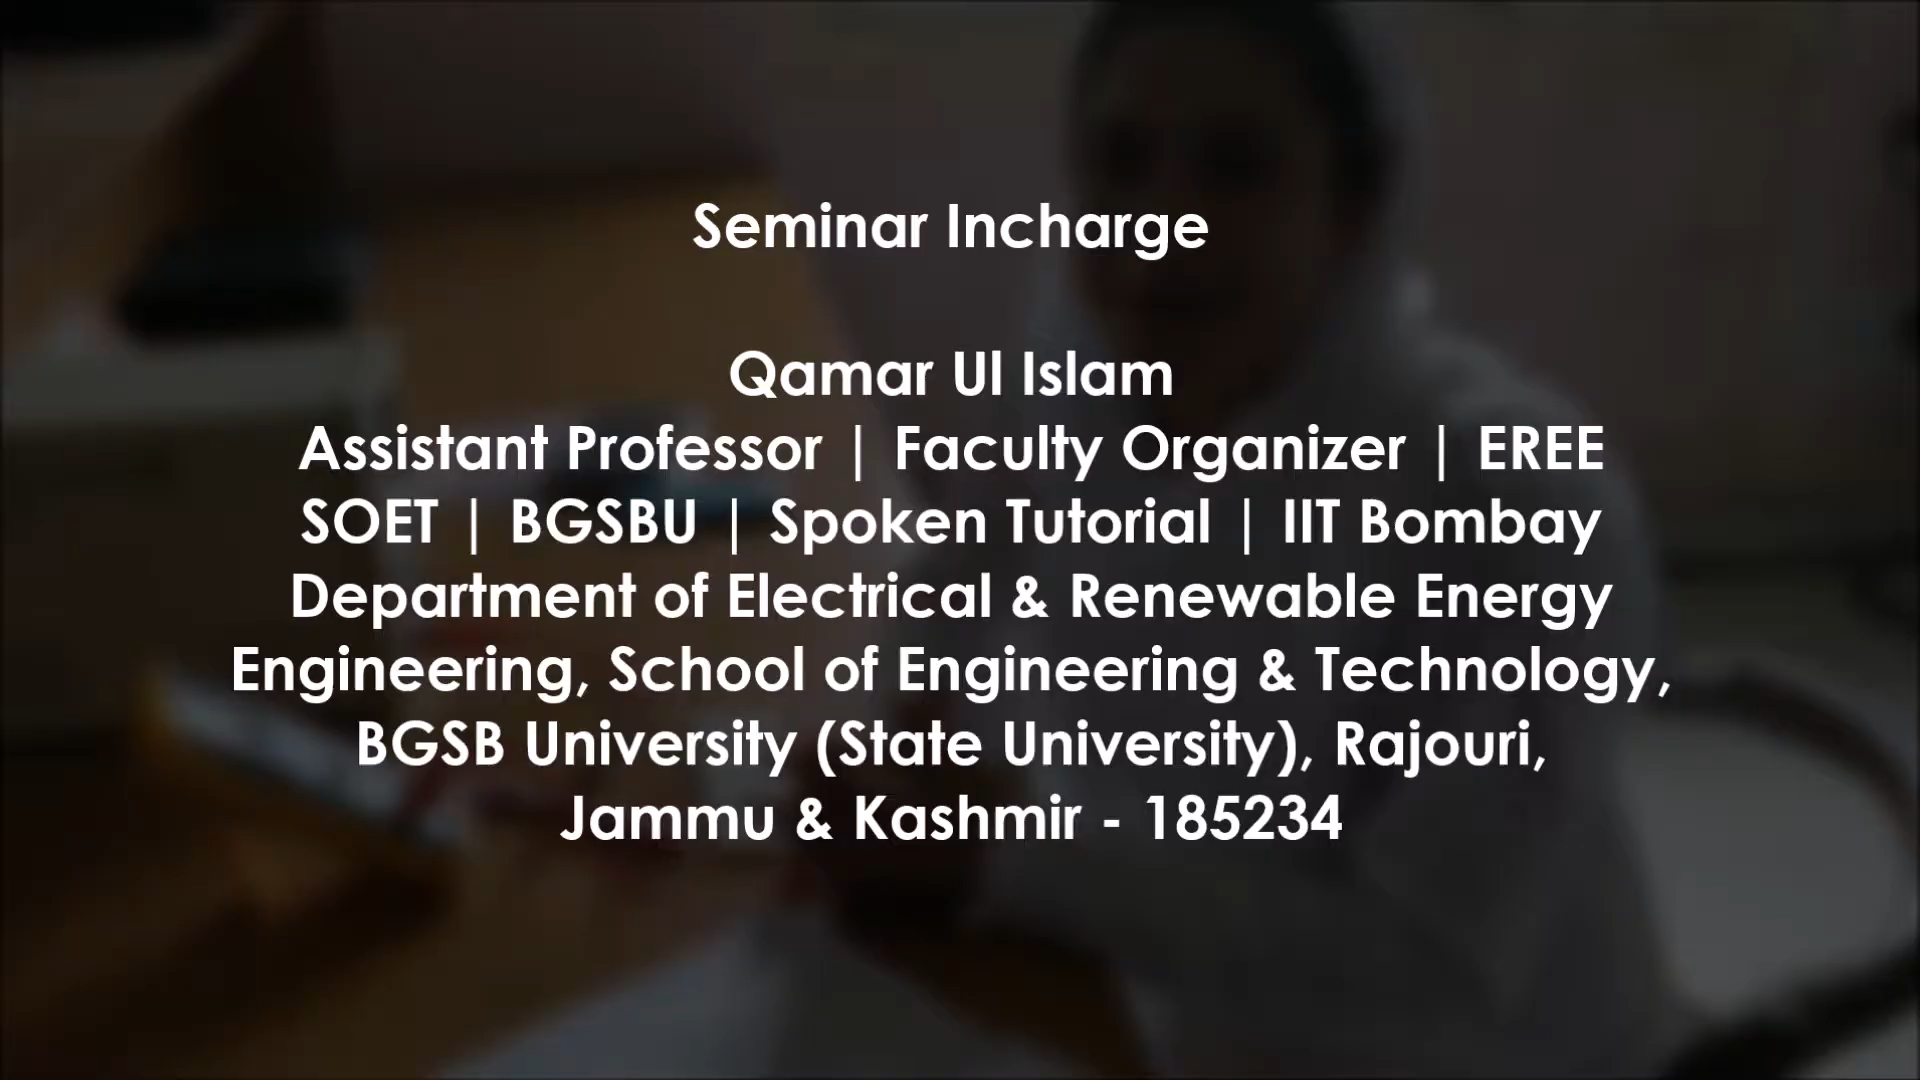 Seminar Incharge
Qamar Ul Islam
Assistant Professor | Faculty Organizer | EREE
SOET | BGSBU | Spoken Tutorial | IIT Bombay
Department of Electrical & Renewable Energy
Engineering, School of Engineering & Technology,
BGSB University (State University), Rajouri,
Jammu & Kashmir - 185234